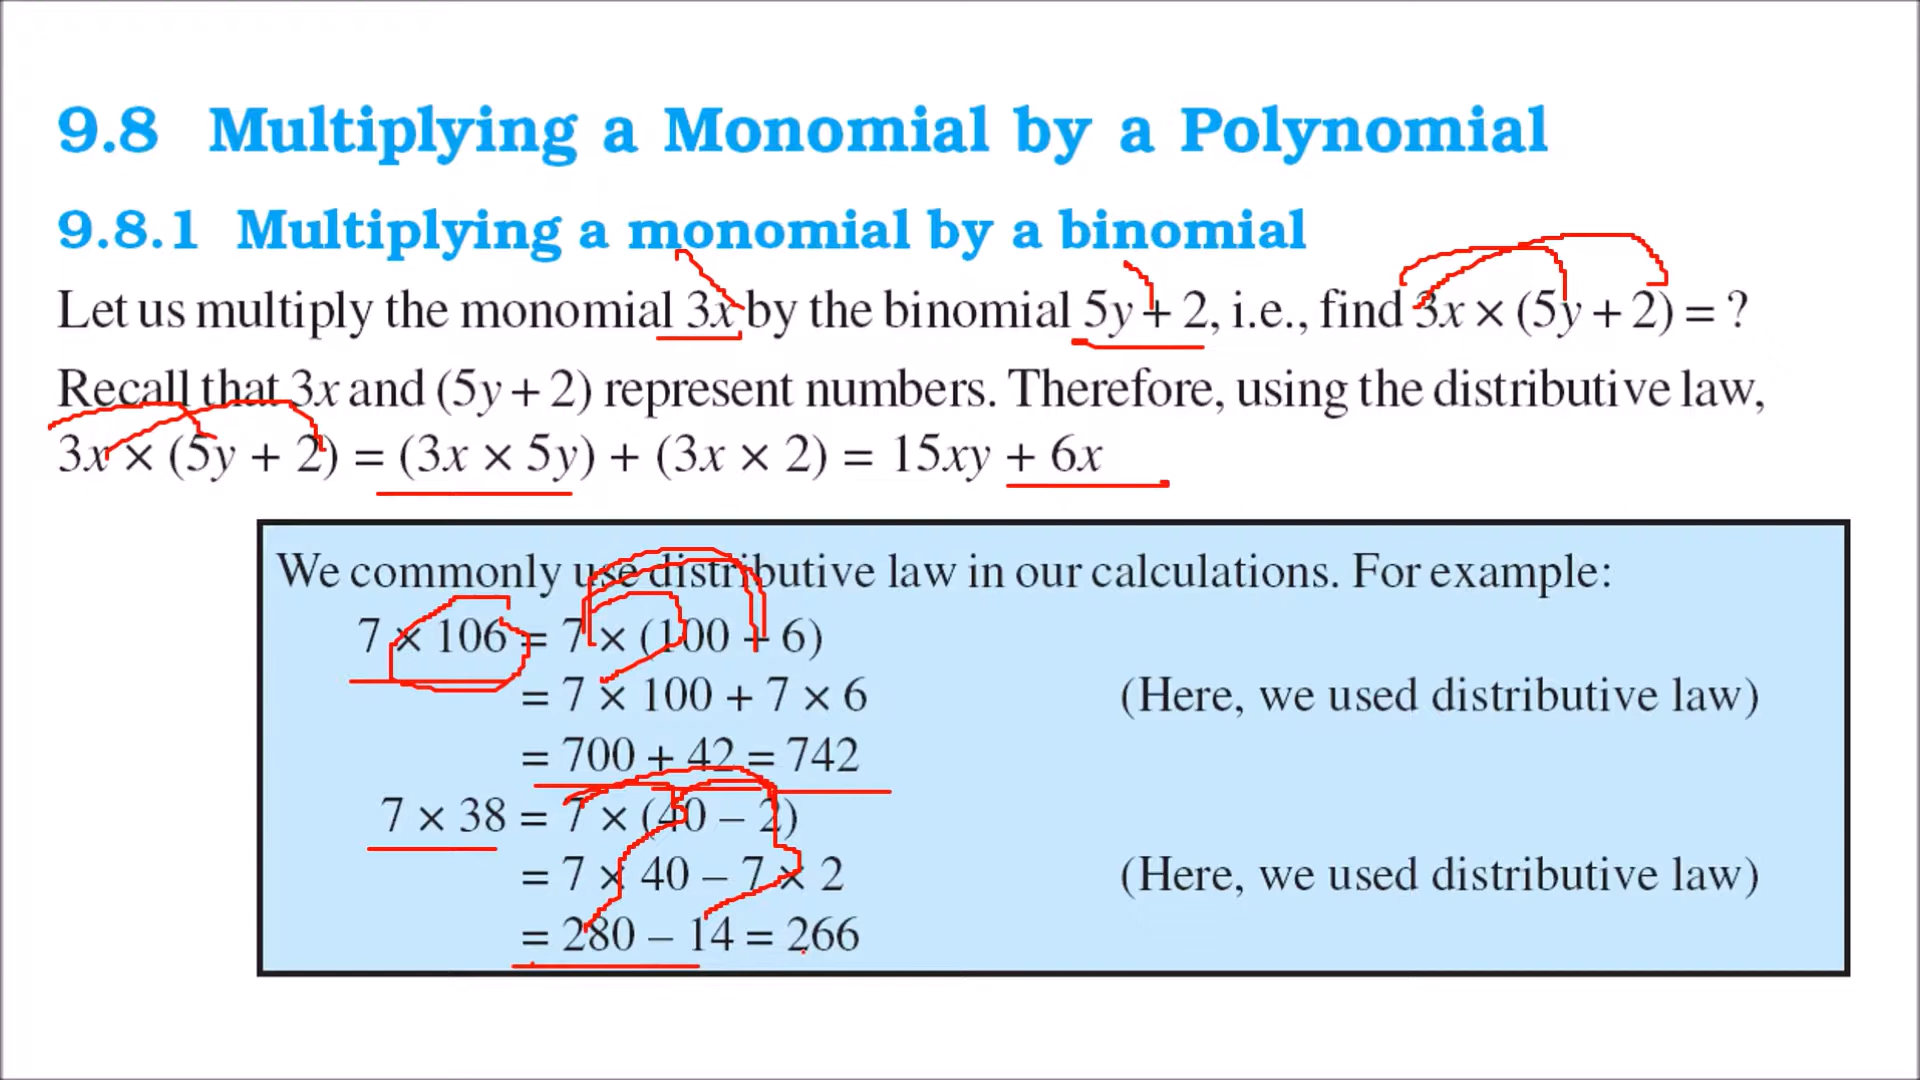 9.8 Multiplying a Monomial by a Polynomial
9.8.1 Multiplying a monomial by a binomial
Let us multiply the monomial 3x by the binomial 5y + 2, i.e., find 3x × (5y + 2) = ?
Recall that 3x and (5y + 2) represent numbers. Therefore, using the distributive law,
3x × (5y + 2) = (3x × 5y) + (3x × 2) = 15xy + 6x
We commonly use distributive law in our calculations. For example:
7 × 106 = 7 × (100 + 6)
= 7 × 100 + 7 × 6 (Here, we used distributive law)
= 700 + 42 = 742
7 × 38 = 7 × (40 – 2)
= 7 × 40 – 7 × 2 (Here, we used distributive law)
= 280 – 14 = 266